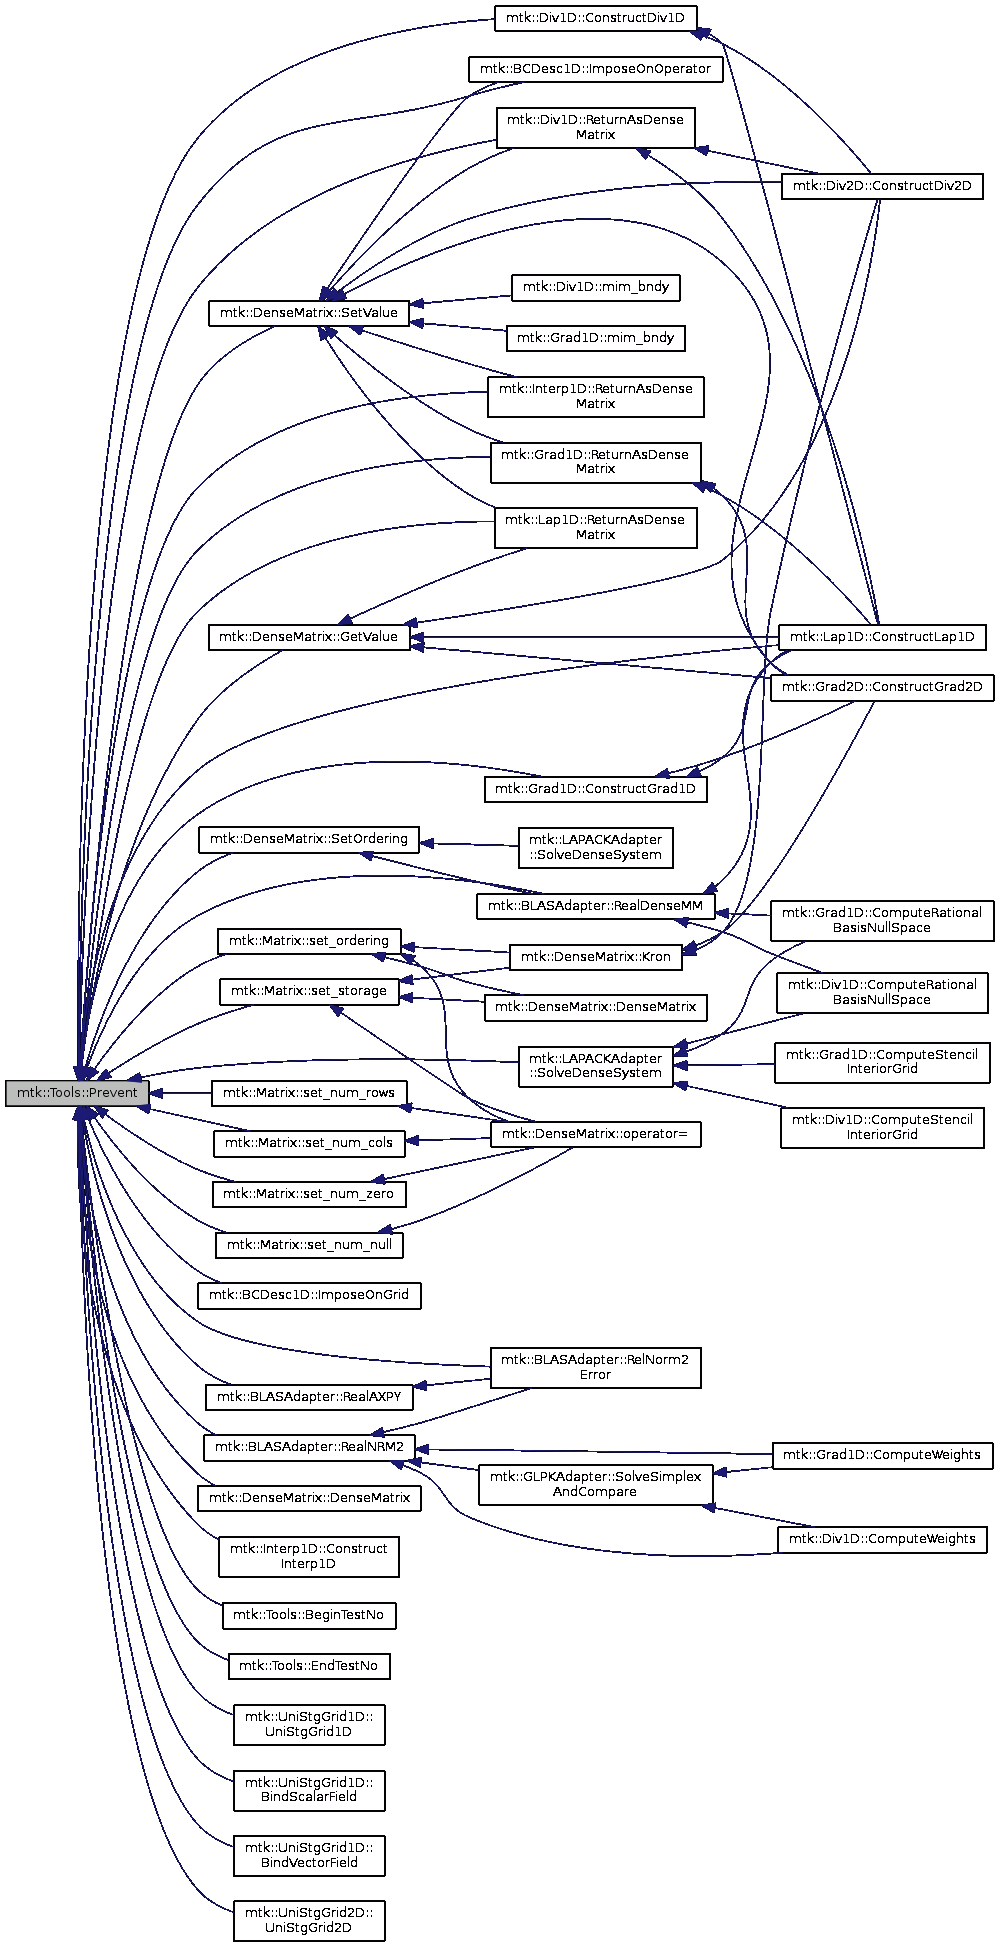 mtk::Div1D::ConstructDiv1D
mtk::BCDesc1D::ImposeOnOperator
mtk::Div1D::ReturnAsDense
Matrix
mtk::Div2D::ConstructDiv2D
mtk::Div1D::mim_bndy
mtk::DenseMatrix::SetValue
mtk::Grad1D::mim_bndy
mtk::Interp1D::ReturnAsDense
Matrix
mtk::Grad1D::ReturnAsDense
Matrix
mtk::Lap1D::ReturnAsDense
Matrix
mtk::DenseMatrix::GetValue
mtk::Lap1D::ConstructLap1D
mtk::Grad2D::ConstructGrad2D
mtk::Grad1D::ConstructGrad1D
mtk::DenseMatrix::SetOrdering
mtk::LAPACKAdapter
::SolveDenseSystem
mtk::BLASAdapter::RealDenseMM
mtk::Grad1D::ComputeRational
BasisNullSpace
mtk::Matrix::set_ordering
mtk::DenseMatrix::Kron
mtk::Matrix::set_storage
mtk::Div1D::ComputeRational
BasisNullSpace
mtk::DenseMatrix::DenseMatrix
mtk::LAPACKAdapter
::SolveDenseSystem
mtk::Grad1D::ComputeStencil
InteriorGrid
mtk::Tools::Prevent
mtk::Matrix::set_num_rows
mtk::Div1D::ComputeStencil
InteriorGrid
mtk::DenseMatrix::operator=
mtk::Matrix::set_num_cols
mtk::Matrix::set_num_zero
mtk::Matrix::set_num_null
mtk::BCDesc1D::ImposeOnGrid
mtk::BLASAdapter::RelNorm2
Error
mtk::BLASAdapter::RealAXPY
mtk::BLASAdapter::RealNRM2
mtk::Grad1D::ComputeWeights
mtk::GLPKAdapter::SolveSimplex
AndCompare
mtk::DenseMatrix::DenseMatrix
mtk::Div1D::ComputeWeights
mtk::Interp1D::Construct
Interp1D
mtk::Tools::BeginTestNo
mtk::Tools::EndTestNo
mtk::UniStgGrid1D::
UniStgGrid1D
mtk::UniStgGrid1D::
BindScalarField
mtk::UniStgGrid1D::
BindVectorField
mtk::UniStgGrid2D::
UniStgGrid2D